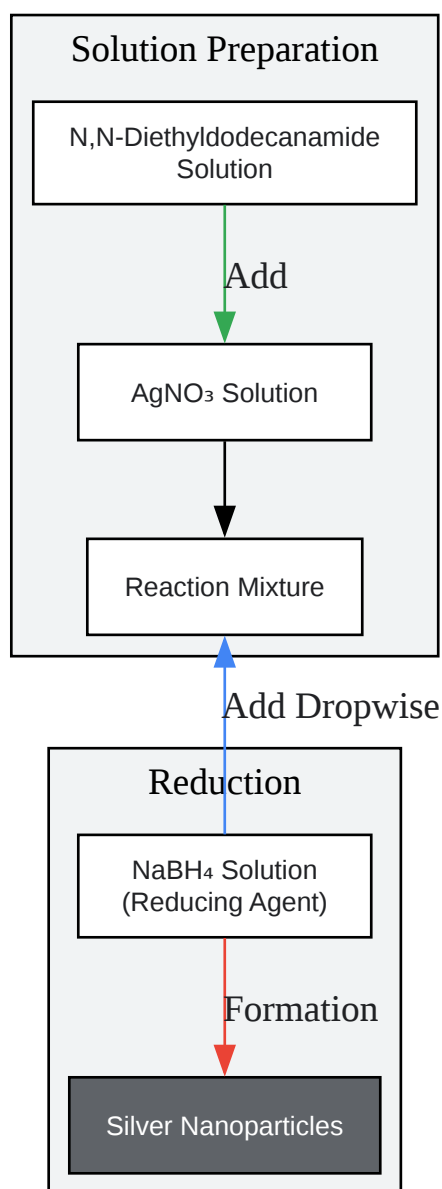 Solution Preparation
N,N-Diethyldodecanamide
Solution
Add
AgNO₃ Solution
Reaction Mixture
Add Dropwise
Reduction
NaBH₄ Solution
(Reducing Agent)
Formation
Silver Nanoparticles